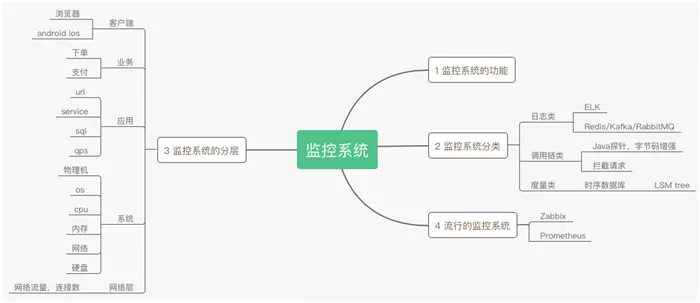 监控系统
1 监控系统的功能
2 监控系统分类
日志类
ELK
Redis/Kafka/RabbitMQ
调用链类
Java探针，字节码增强
拦截请求
度量类
时序数据库
LSM tree
3 监控系统的分层
客户端
浏览器
android ios
业务
下单
支付
应用
url
service
sql
qps
系统
物理机
os
cpu
内存
网络
硬盘
网络层
网络流量，连接数
4 流行的监控系统
Zabbix
Prometheus